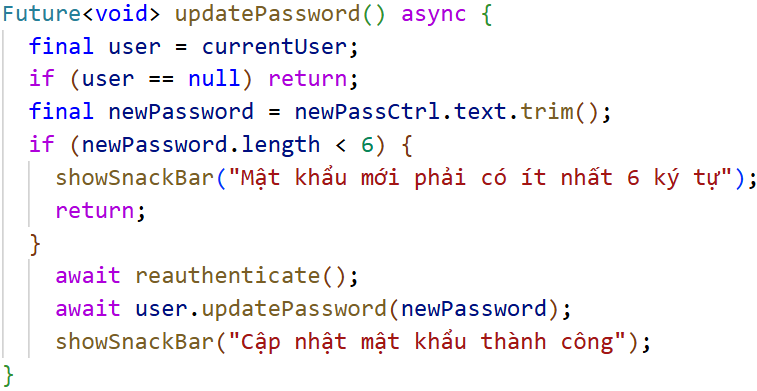 Future<void> updatePassword() async {
  final user = currentUser;
  if (user == null) return;
  final newPassword = newPassCtrl.text.trim();
  if (newPassword.length < 6) {
    showSnackBar("Mật khẩu mới phải có ít nhất 6 ký tự");
    return;
  }
    await reauthenticate();
    await user.updatePassword(newPassword);
    showSnackBar("Cập nhật mật khẩu thành công");
}